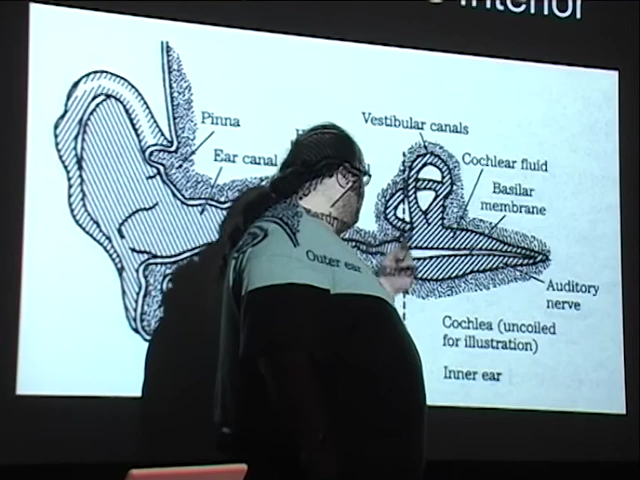 Interior
Pinna
Ear canal
Vestibular canals
Cochlear fluid
Basilar
membrane
Outer ear
Auditory
nerve
Cochlea (uncoiled
for illustration)
Inner ear